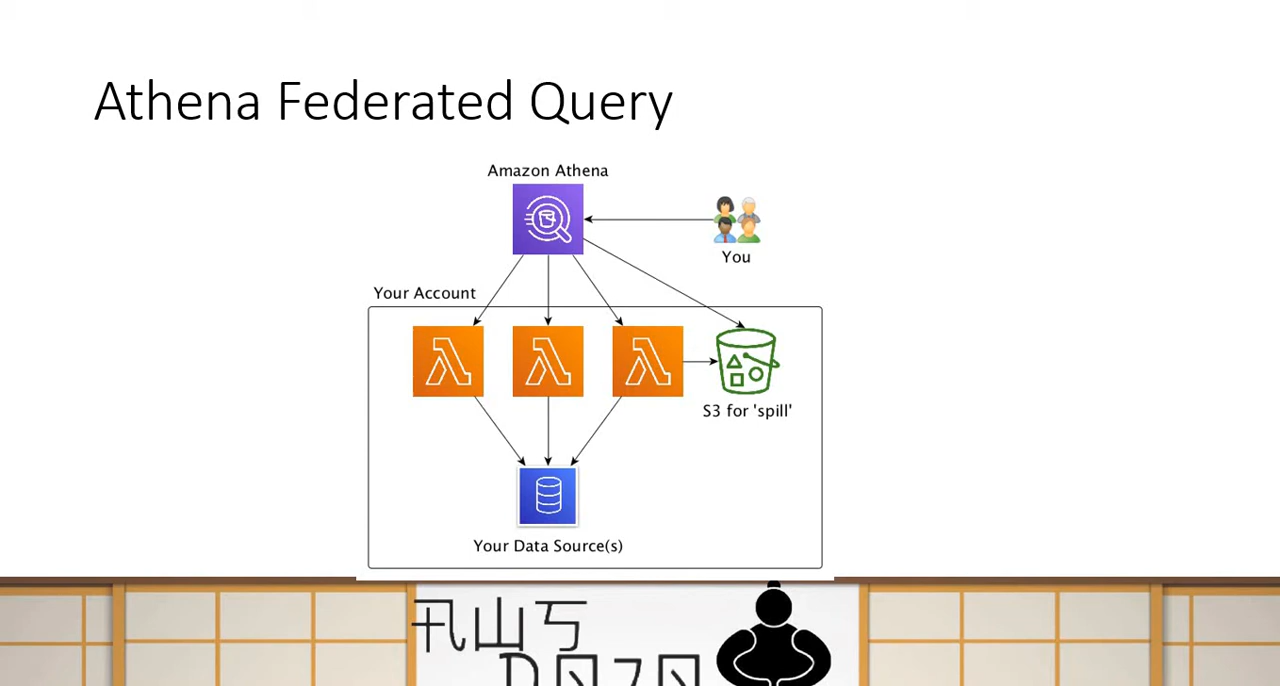 Athena Federated Query
Amazon Athena
You
Your Account
S3 for 'spill'
Your Data Source(s)